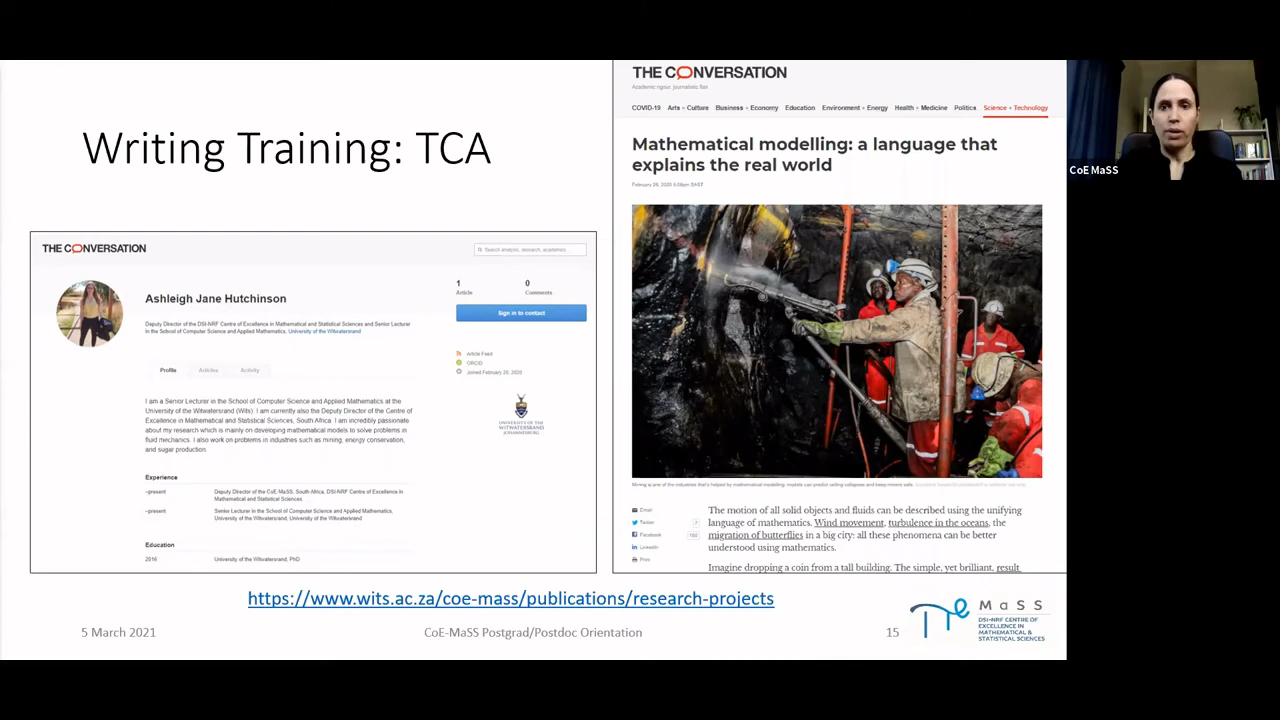 Writing Training: TCA
THE CONVERSATION
Search analysis, research, academics…
Ashleigh Jane Hutchinson
Deputy Director of the DSI-NRF Centre of Excellence in Mathematical and Statistical Sciences and Senior Lecturer
in the School of Computer Science and Applied Mathematics, University of the Witwatersrand
1
Article
0
Comments
Sign in to contact
Article Feed
ORCID
Joined February 20, 2020
Profile Articles Activity
I am a Senior Lecturer in the School of Computer Science and Applied Mathematics at the
University of the Witwatersrand (Wits). I am currently also the Deputy Director of the Centre of
Excellence in Mathematical and Statistical Sciences, South Africa. I am incredibly passionate
about my research which is mainly on developing mathematical models to solve problems in
fluid mechanics. I also work on problems in industries such as mining, energy conservation,
and sugar production.
UNIVERSITY OF THE
WITWATERSRAND
JOHANNESBURG
Experience
–present Deputy Director of the CoE-MaSS, South Africa, DSI-NRF Centre of Excellence in
Mathematical and Statistical Sciences
–present Senior Lecturer in the School of Computer Science and Applied Mathematics,
University of the Witwatersrand, University of the Witwatersrand
Education
2016 University of the Witwatersrand, PhD
THE CONVERSATION
Academic rigour, journalistic flair
COVID-19 Arts + Culture Business + Economy Education Environment + Energy Health + Medicine Politics Science + Technology
Mathematical modelling: a language that
explains the real world
February 26, 2020 5:08pm SAST
Mining is one of the industries that's helped by mathematical modelling: models can predict ceiling collapses and keep miners safe.
Email
Twitter
Facebook
LinkedIn
Print
The motion of all solid objects and fluids can be described using the unifying
language of mathematics. Wind movement, turbulence in the oceans, the
migration of butterflies in a big city: all these phenomena can be better
understood using mathematics.
Imagine dropping a coin from a tall building. The simple, yet brilliant, result
https://www.wits.ac.za/coe-mass/publications/research-projects
5 March 2021
CoE-MaSS Postgrad/Postdoc Orientation
15
MaSS
DSI-NRF CENTRE OF
EXCELLENCE IN
MATHEMATICAL &
STATISTICAL SCIENCES
CoE MaSS